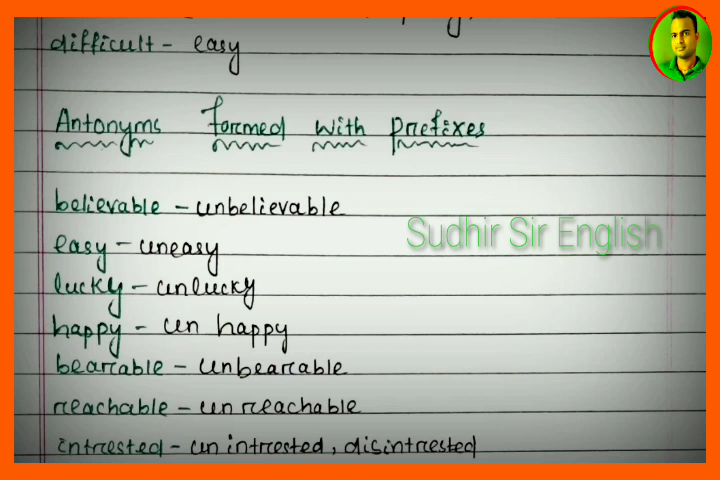 difficult - easy
Antonyms formed with prefixes
believable - unbelievable
Sudhir Sir English
easy - uneasy
lucky - unlucky
happy - un happy
bearable - unbearable
reachable - un reachable
intrested - un intrested, disintrested